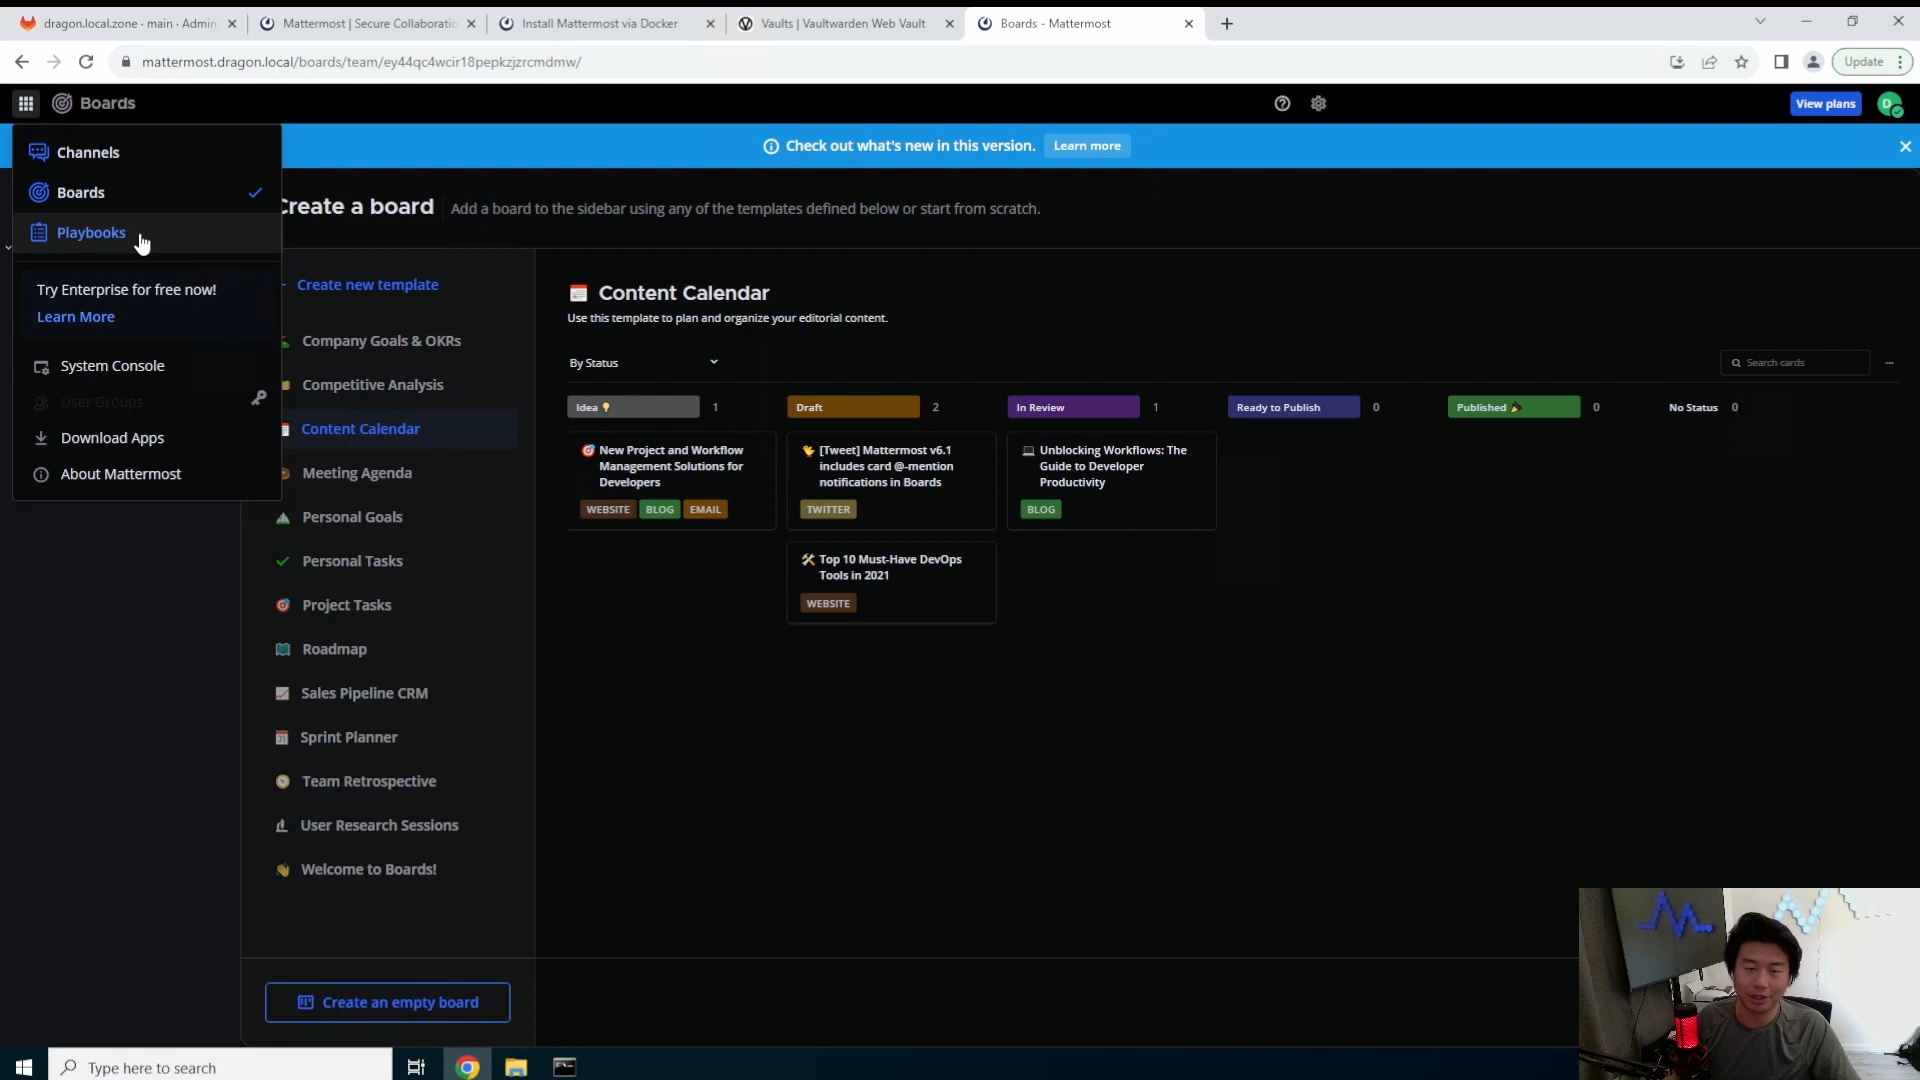 dragon.local.zone · main · Admin
Mattermost | Secure Collaboratio
Install Mattermost via Docker
Vaults | Vaultwarden Web Vault
Boards - Mattermost
mattermost.dragon.local/boards/team/ey44qc4wcir18pepkzjzrcmdmw/
Update
Boards
View plans
D
Channels
Check out what's new in this version.
Learn more
Boards
Create a board
Add a board to the sidebar using any of the templates defined below or start from scratch.
Playbooks
Try Enterprise for free now!
Learn More
System Console
User Groups
Download Apps
About Mattermost
Create new template
Company Goals & OKRs
Competitive Analysis
Content Calendar
Meeting Agenda
Personal Goals
Personal Tasks
Project Tasks
Roadmap
Sales Pipeline CRM
Sprint Planner
Team Retrospective
User Research Sessions
Welcome to Boards!
Create an empty board
Content Calendar
Use this template to plan and organize your editorial content.
By Status
Search cards
Idea 1
Draft 2
In Review 1
Ready to Publish 0
Published 0
No Status 0
New Project and Workflow
Management Solutions for
Developers
WEBSITE BLOG EMAIL
[Tweet] Mattermost v6.1
includes card @-mention
notifications in Boards
TWITTER
Top 10 Must-Have DevOps
Tools in 2021
WEBSITE
Unblocking Workflows: The
Guide to Developer
Productivity
BLOG
Type here to search